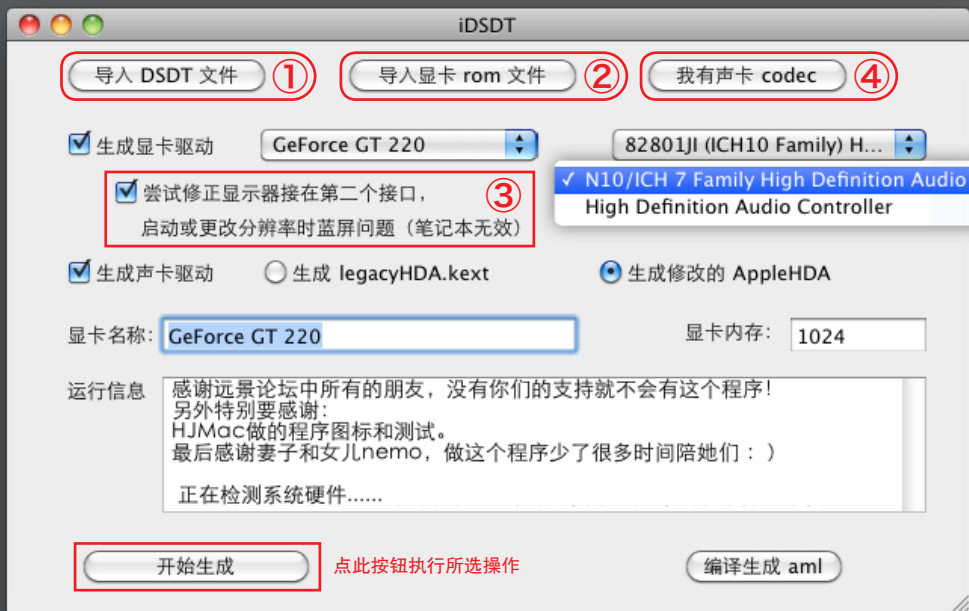 iDSDT
导入 DSDT 文件 ①
导入显卡 rom 文件 ②
我有声卡 codec ④
生成显卡驱动
GeForce GT 220
82801JI (ICH10 Family) H...
✓ N10/ICH 7 Family High Definition Audio
High Definition Audio Controller
尝试修正显示器接在第二个接口， ③
启动或更改分辨率时蓝屏问题（笔记本无效）
生成声卡驱动
生成 legacyHDA.kext
生成修改的 AppleHDA
显卡名称：
GeForce GT 220
显卡内存：
1024
运行信息
感谢远景论坛中所有的朋友，没有你们的支持就不会有这个程序！
另外特别要感谢：
HJMac做的程序图标和测试。
最后感谢妻子和女儿nemo，做这个程序少了很多时间陪她们：）
正在检测系统硬件......
开始生成
点此按钮执行所选操作
编译生成 aml